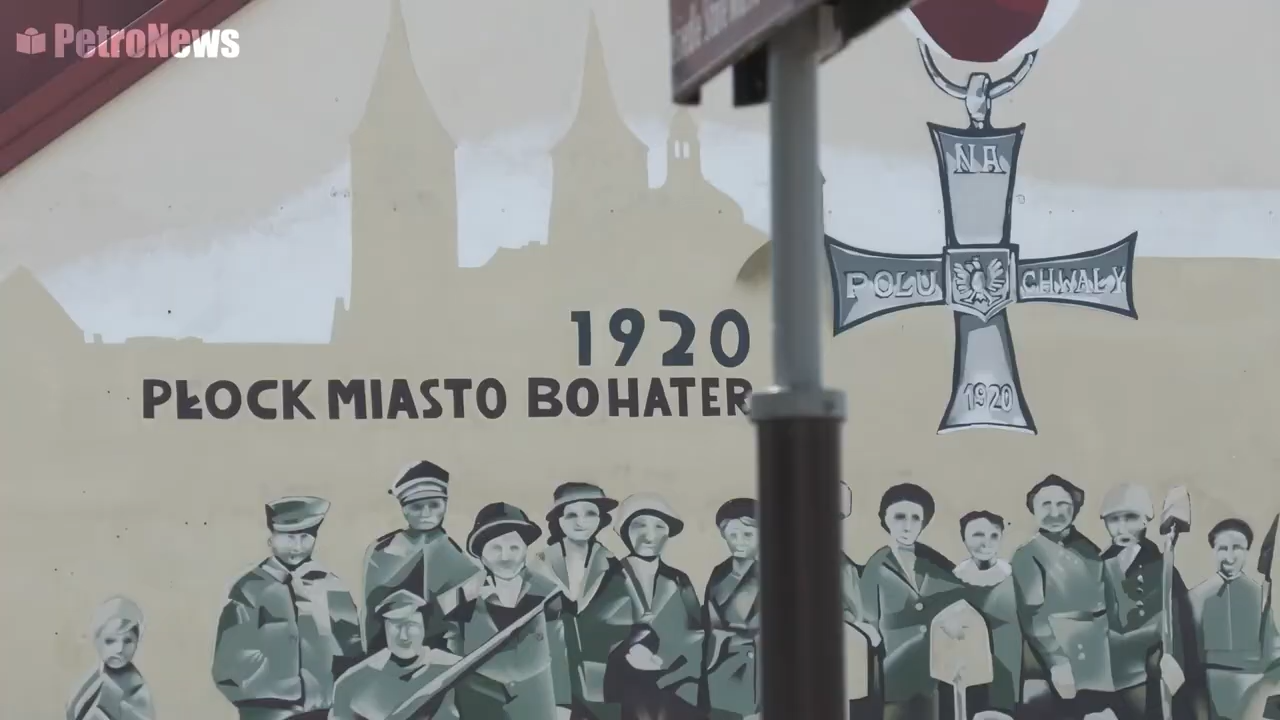 PetroNews
NA
POLU CHWAŁY
1920
1920
PŁOCK MIASTO BOHATER